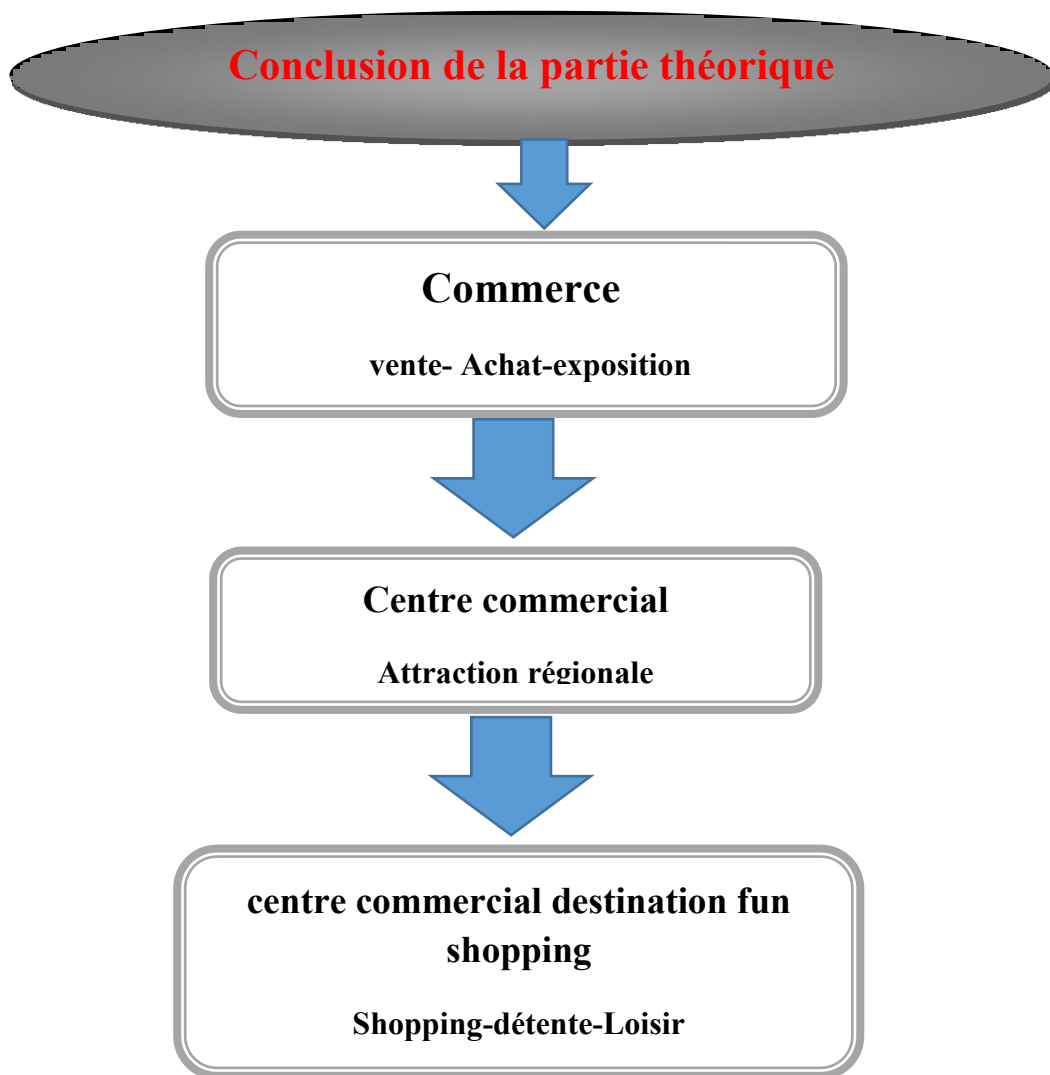 Conclusion de la partie théorique
Commerce
vente- Achat-exposition
Centre commercial
Attraction régionale
centre commercial destination fun
shopping
Shopping-détente-Loisir